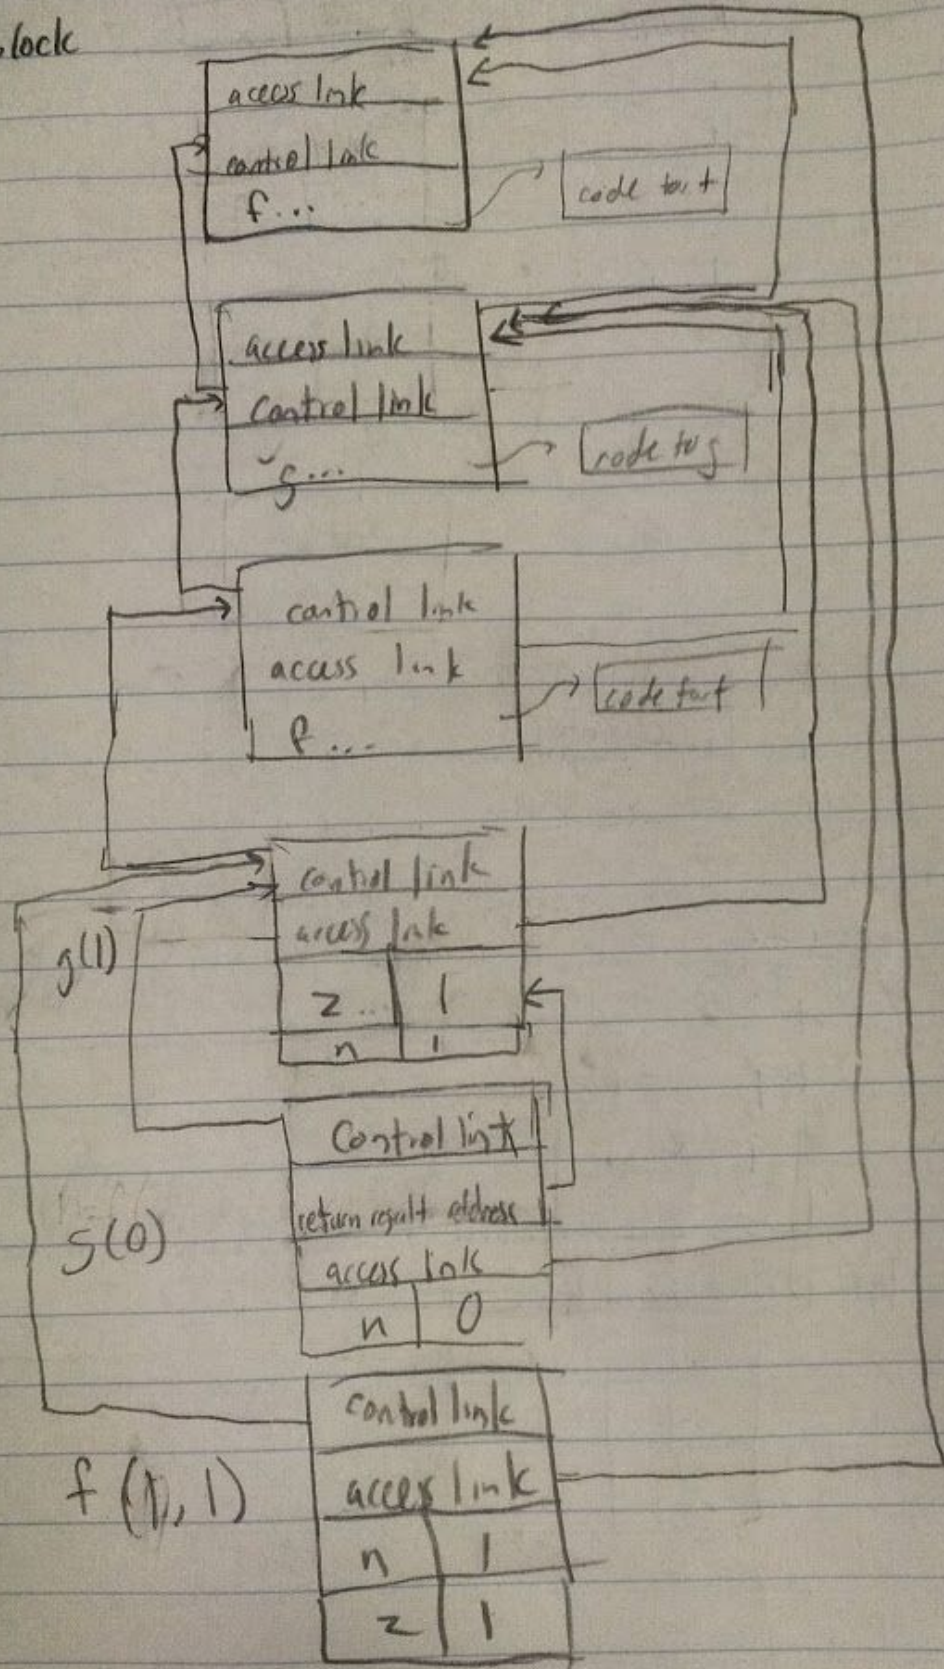 lock
access link
control link
f...
code for f
access link
control link
g...
code for g
control link
access link
f...
code for f
control link
access link
g(1)
z.. 1
n 1
control link
return result address
g(0)
access link
n 0
control link
f(1,1)
access link
n 1
z 1